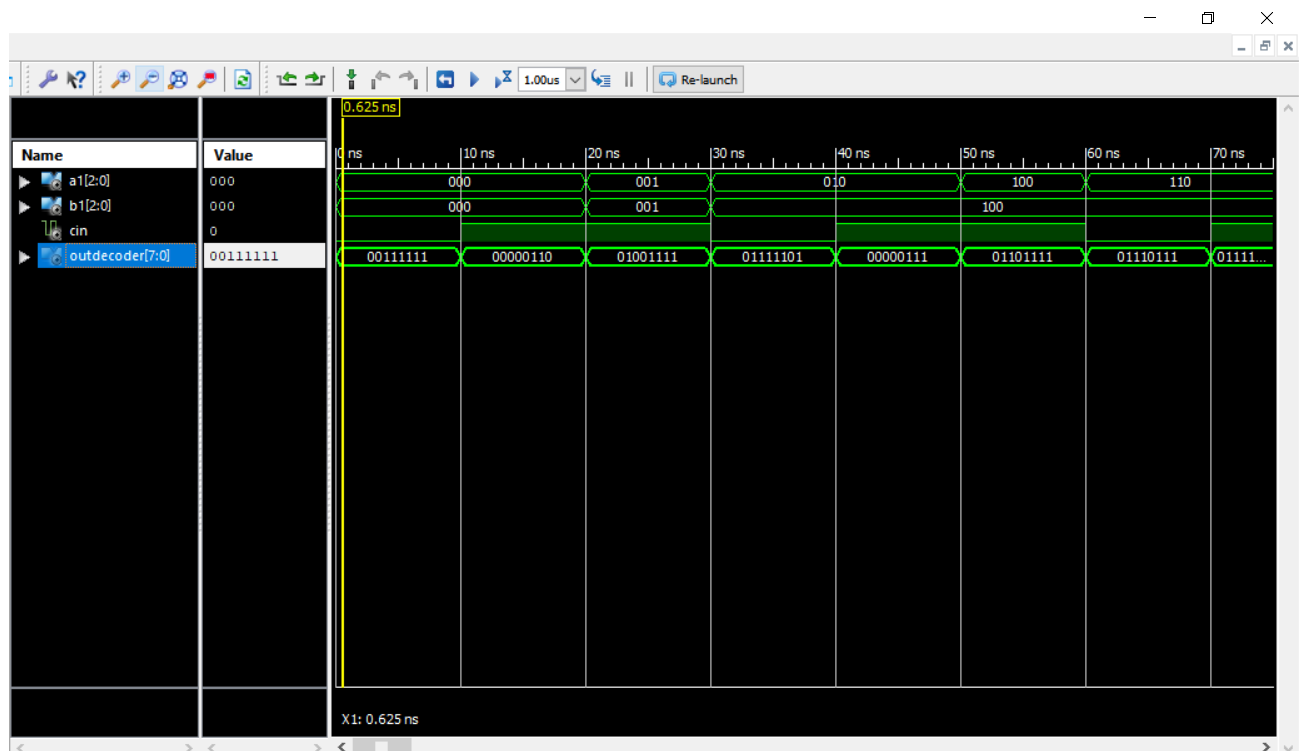 1.00us Re-launch
0.625 ns
Name Value 0 ns 10 ns 20 ns 30 ns 40 ns 50 ns 60 ns 70 ns
a1[2:0] 000 000 001 010 100 110
b1[2:0] 000 000 001 100
cin 0
outdecoder[7:0] 00111111 00111111 00000110 01001111 01111101 00000111 01101111 01110111 01111...
X1: 0.625 ns